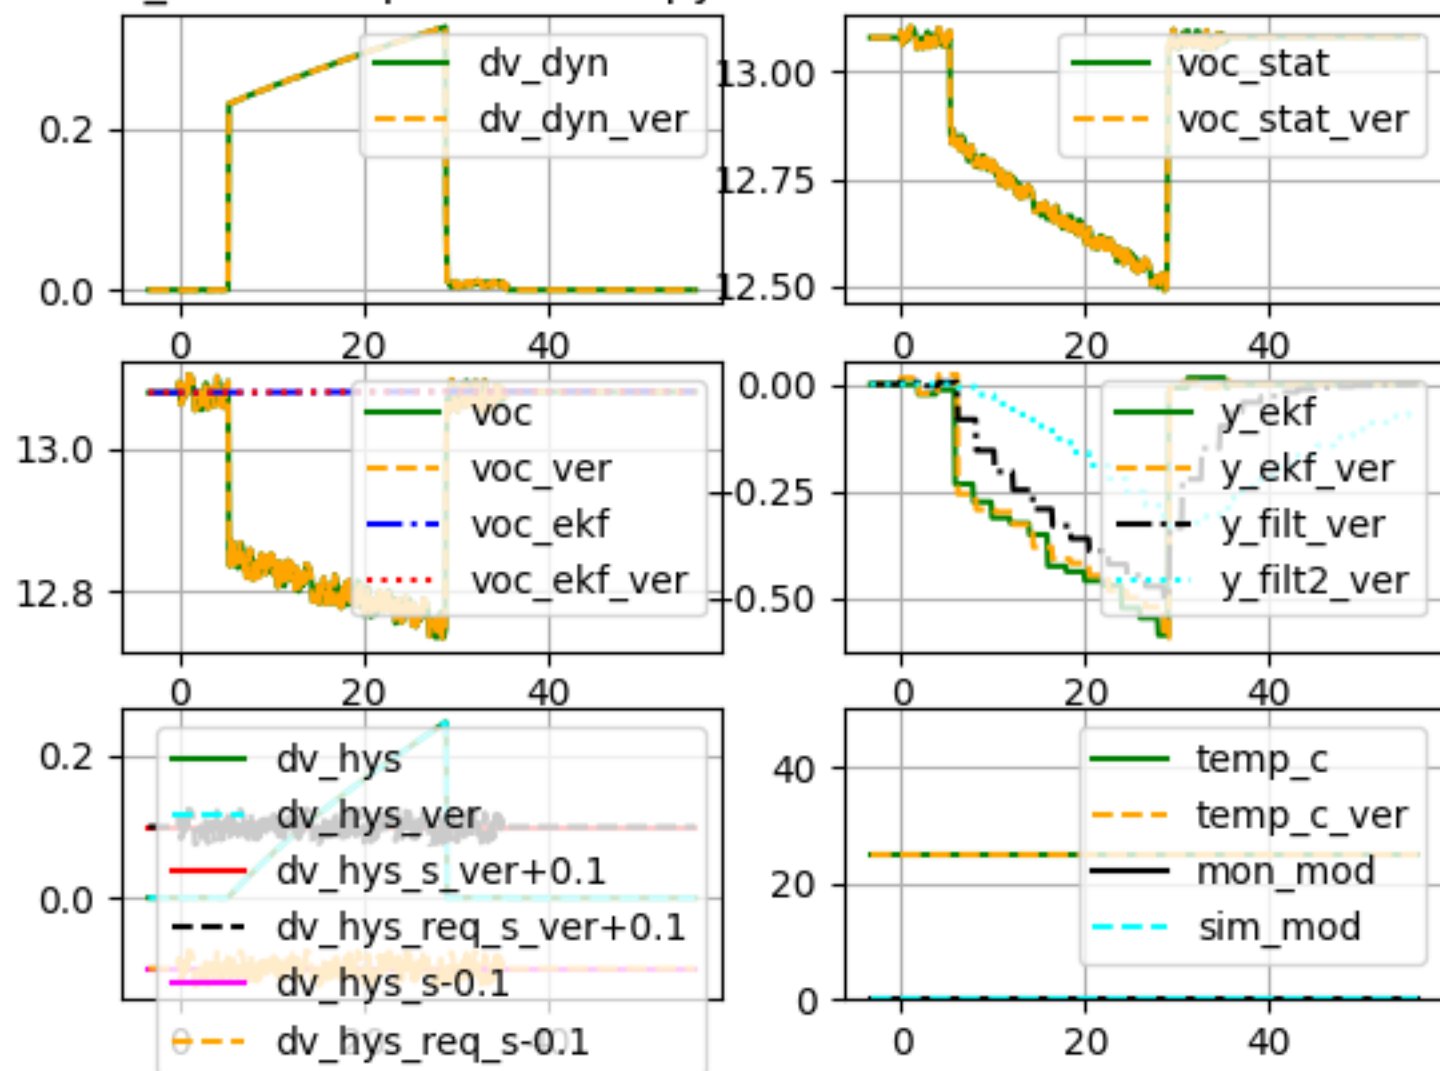 0.2
0.0
dv_dyn
dv_dyn_ver
0 20 40
13.00
12.75
12.50
voc_stat
voc_stat_ver
0 20 40
13.0
12.8
voc
voc_ver
voc_ekf
voc_ekf_ver
0 20 40
0.00
−0.25
−0.50
y_ekf
y_ekf_ver
y_filt_ver
y_filt2_ver
0 20 40
0.2
0.0
dv_hys
dv_hys_ver
dv_hys_s_ver+0.1
dv_hys_req_s_ver+0.1
dv_hys_s-0.1
dv_hys_req_s-0.1
0 20 40
40
20
0
temp_c
temp_c_ver
mon_mod
sim_mod
0 20 40